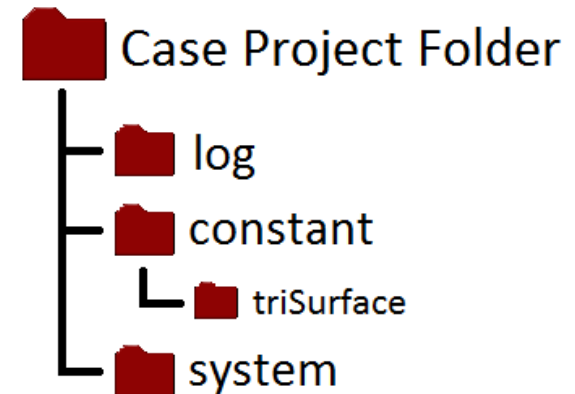 Case Project Folder
log
constant
triSurface
system